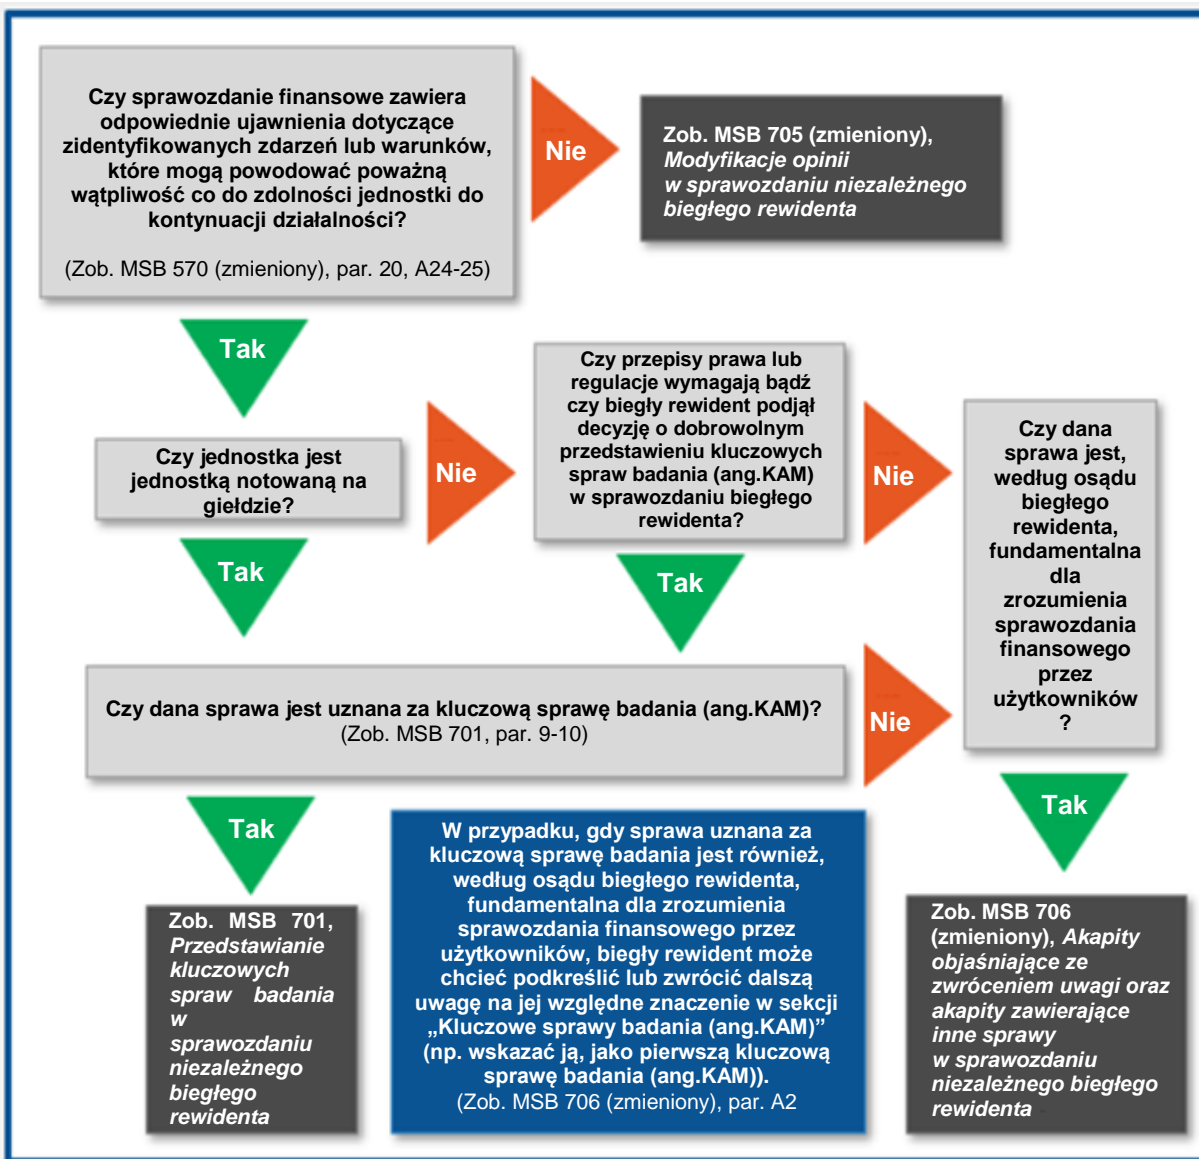 Czy sprawozdanie finansowe zawiera
odpowiednie ujawnienia dotyczące
zidentyfikowanych zdarzeń lub warunków,
które mogą powodować poważną
wątpliwość co do zdolności jednostki do
kontynuacji działalności?
(Zob. MSB 570 (zmieniony), par. 20, A24-25)
Nie
Zob. MSB 705 (zmieniony),
Modyfikacje opinii
w sprawozdaniu niezależnego
biegłego rewidenta
Tak
Czy jednostka jest
jednostką notowaną na
giełdzie?
Nie
Czy przepisy prawa lub
regulacje wymagają bądź
czy biegły rewident podjął
decyzję o dobrowolnym
przedstawieniu kluczowych
spraw badania (ang.KAM)
w sprawozdaniu biegłego
rewidenta?
Nie
Czy dana
sprawa jest,
według osądu
biegłego
rewidenta,
fundamentalna
dla
zrozumienia
sprawozdania
finansowego
przez
użytkowników
?
Tak
Tak
Czy dana sprawa jest uznana za kluczową sprawę badania (ang.KAM)?
(Zob. MSB 701, par. 9-10)
Nie
Tak
Tak
Zob. MSB 701,
Przedstawianie
kluczowych
spraw badania
w
sprawozdaniu
niezależnego
biegłego
rewidenta
W przypadku, gdy sprawa uznana za
kluczową sprawę badania jest również,
według osądu biegłego rewidenta,
fundamentalna dla zrozumienia
sprawozdania finansowego przez
użytkowników, biegły rewident może
chcieć podkreślić lub zwrócić dalszą
uwagę na jej względne znaczenie w sekcji
„Kluczowe sprawy badania (ang.KAM)”
(np. wskazać ją, jako pierwszą kluczową
sprawę badania (ang.KAM)).
(Zob. MSB 706 (zmieniony), par. A2
Zob. MSB 706
(zmieniony), Akapity
objaśniające ze
zwróceniem uwagi oraz
akapity zawierające
inne sprawy
w sprawozdaniu
niezależnego biegłego
rewidenta